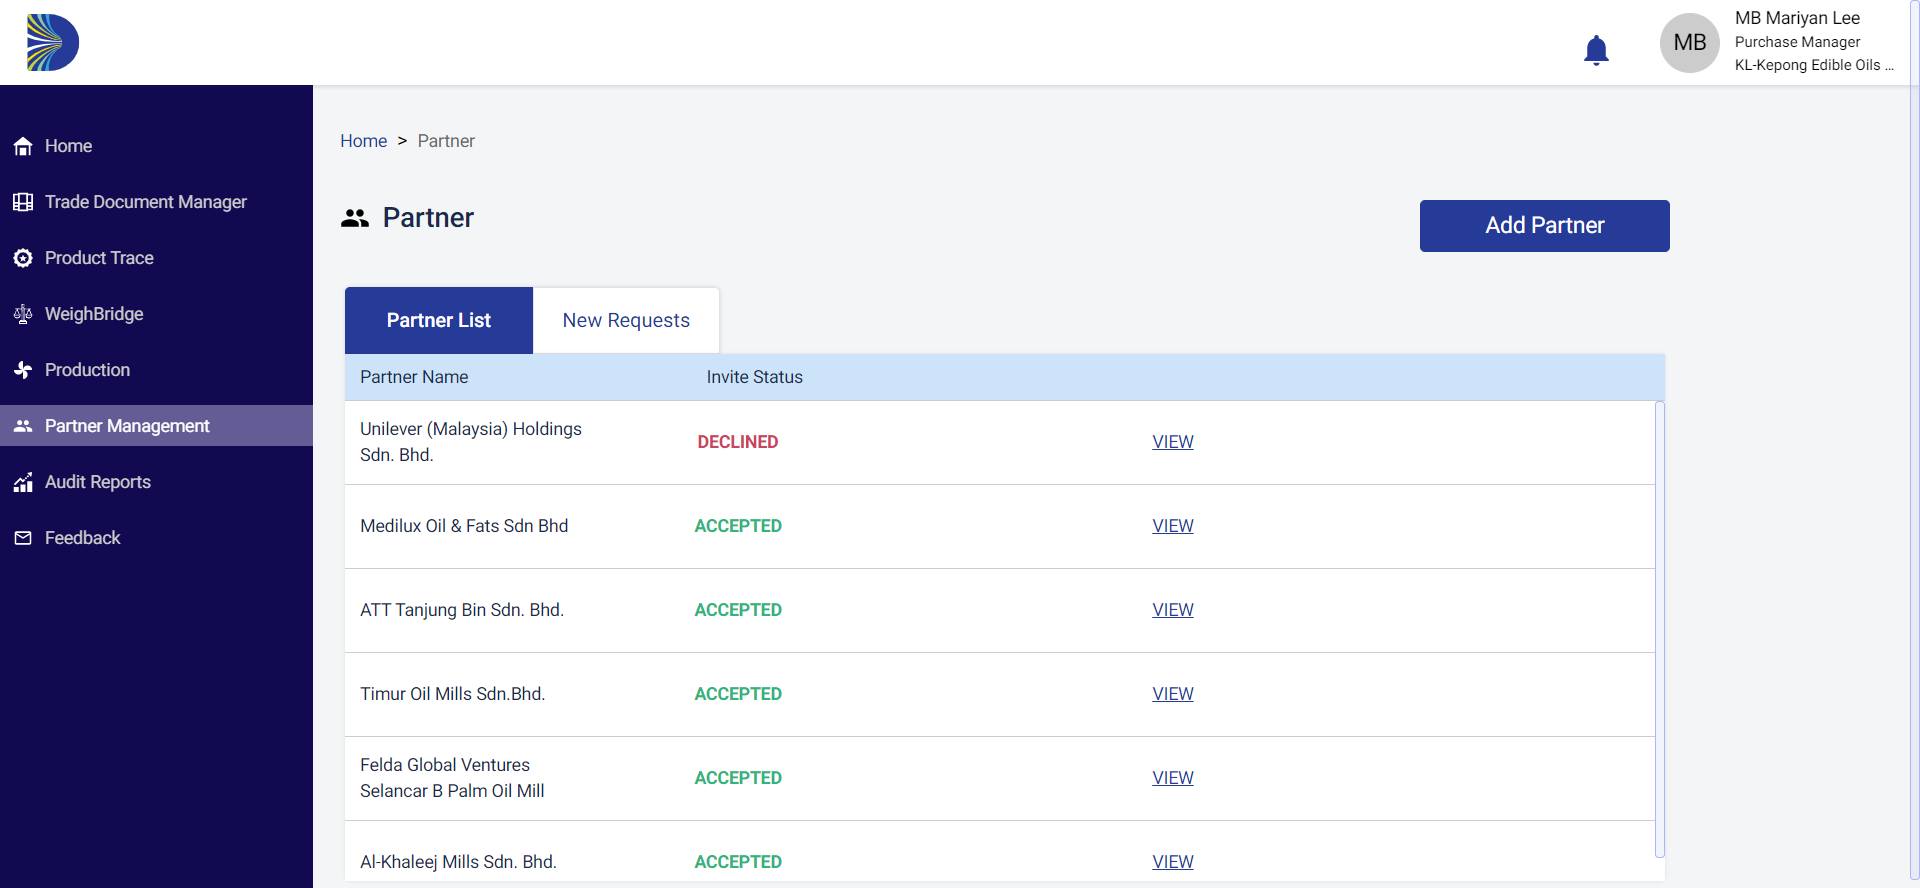 MB
MB Mariyan Lee
Purchase Manager
KL-Kepong Edible Oils ...
Home
Trade Document Manager
Product Trace
WeighBridge
Production
Partner Management
Audit Reports
Feedback
Home > Partner
Partner
Add Partner
Partner List
New Requests
Partner Name
Invite Status
Unilever (Malaysia) Holdings
Sdn. Bhd.
DECLINED
VIEW
Medilux Oil & Fats Sdn Bhd
ACCEPTED
VIEW
ATT Tanjung Bin Sdn. Bhd.
ACCEPTED
VIEW
Timur Oil Mills Sdn.Bhd.
ACCEPTED
VIEW
Felda Global Ventures
Selancar B Palm Oil Mill
ACCEPTED
VIEW
Al-Khaleej Mills Sdn. Bhd.
ACCEPTED
VIEW